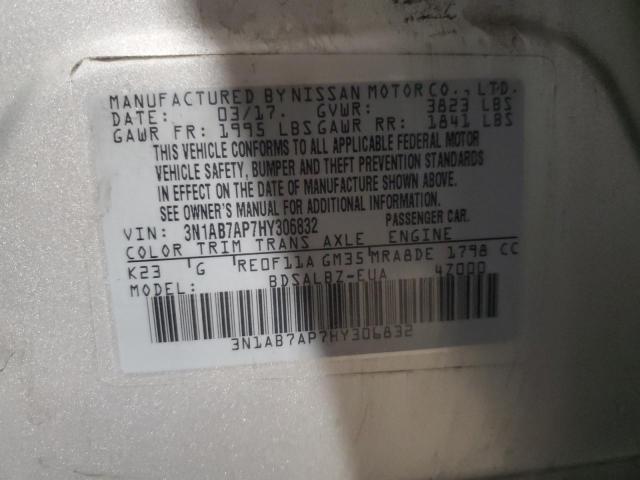 MANUFACTURED BY NISSAN MOTOR CO., LTD.
DATE: 03/17. GVWR: 3823 LBS
GAWR FR: 1995 LBS GAWR RR: 1841 LBS
THIS VEHICLE CONFORMS TO ALL APPLICABLE FEDERAL MOTOR
VEHICLE SAFETY, BUMPER AND THEFT PREVENTION STANDARDS
IN EFFECT ON THE DATE OF MANUFACTURE SHOWN ABOVE.
SEE OWNER'S MANUAL FOR ADDITIONAL INFORMATION.
VIN: 3N1AB7AP7HY306832 PASSENGER CAR.
COLOR TRIM TRANS AXLE ENGINE
K23 G RE0F11A GM35 MRA8DE 1798 CC
MODEL: BDSALBZ-EUA 47000
3N1AB7AP7HY306832